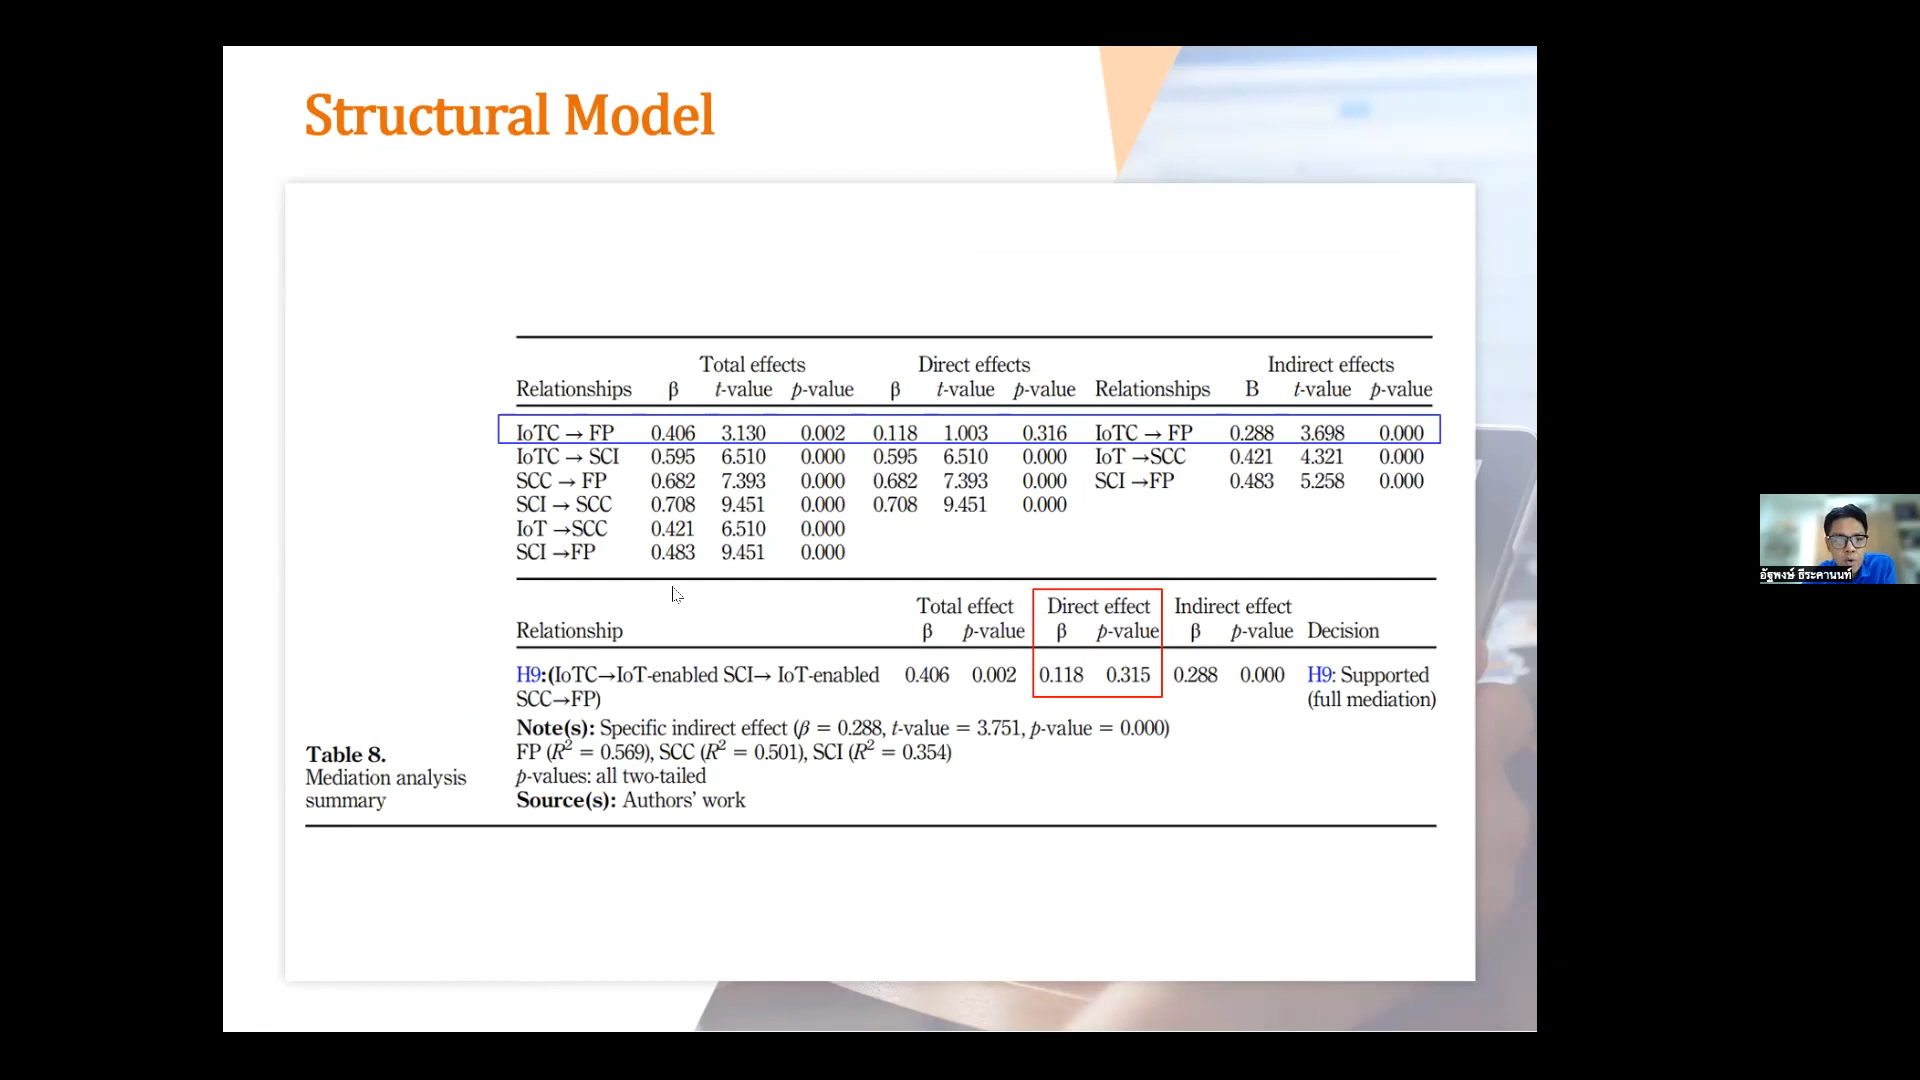 Structural Model
Total effects Direct effects Indirect effects
Relationships β t-value p-value β t-value p-value Relationships B t-value p-value
IoTC → FP 0.406 3.130 0.002 0.118 1.003 0.316 IoTC → FP 0.288 3.698 0.000
IoTC → SCI 0.595 6.510 0.000 0.595 6.510 0.000 IoT →SCC 0.421 4.321 0.000
SCC → FP 0.682 7.393 0.000 0.682 7.393 0.000 SCI →FP 0.483 5.258 0.000
SCI → SCC 0.708 9.451 0.000 0.708 9.451 0.000
IoT →SCC 0.421 6.510 0.000
SCI →FP 0.483 9.451 0.000
Total effect Direct effect Indirect effect
Relationship β p-value β p-value β p-value Decision
H9:(IoTC→IoT-enabled SCI→ IoT-enabled 0.406 0.002 0.118 0.315 0.288 0.000 H9: Supported
SCC→FP) (full mediation)
Note(s): Specific indirect effect (β = 0.288, t-value = 3.751, p-value = 0.000)
FP (R² = 0.569), SCC (R² = 0.501), SCI (R² = 0.354)
p-values: all two-tailed
Source(s): Authors' work
Table 8.
Mediation analysis
summary
อัฐพงษ์ ธีระคานนท์